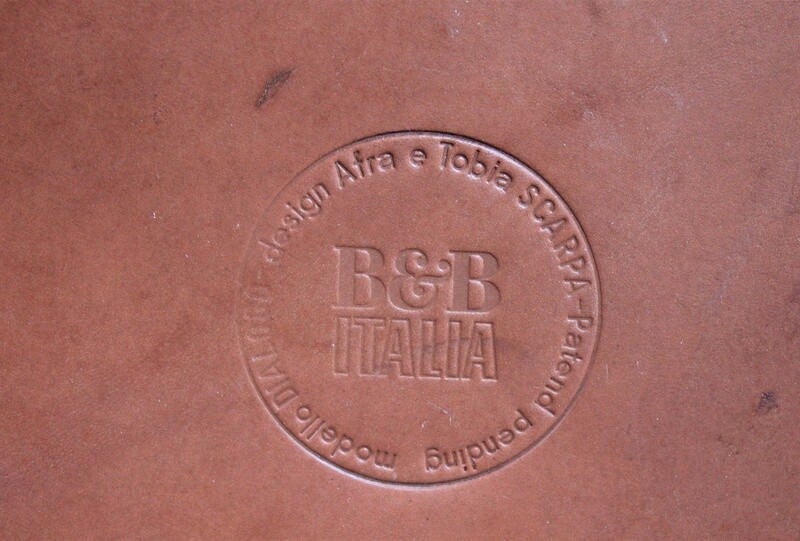 B&B
ITALIA
modello DIALOGO - design Afra e Tobia SCARPA - Patend pending